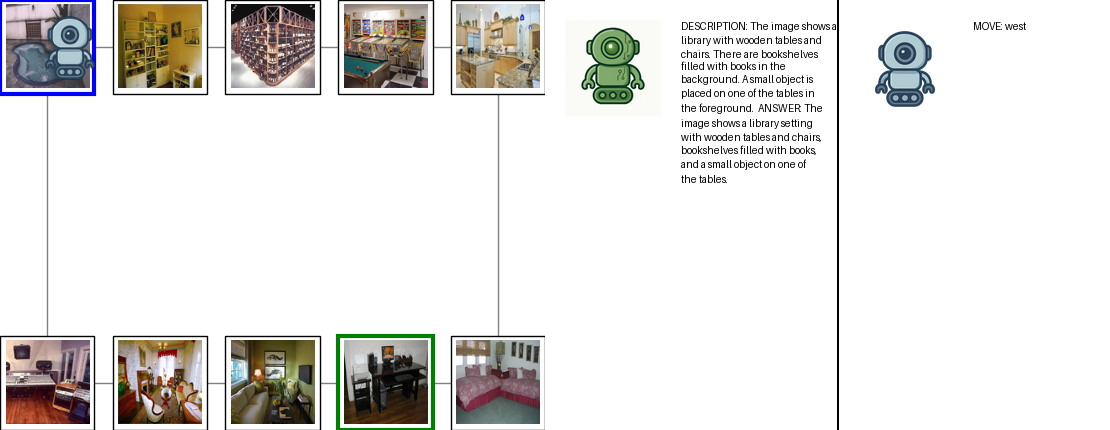 DESCRIPTION: The image shows a
library with wooden tables and
chairs. There are bookshelves
filled with books in the
background. A small object is
placed on one of the tables in
the foreground. ANSWER: The
image shows a library setting
with wooden tables and chairs,
bookshelves filled with books,
and a small object on one of
the tables.
MOVE: west